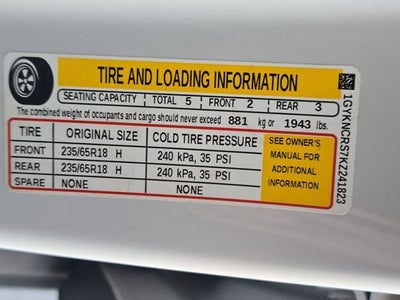 TIRE AND LOADING INFORMATION
SEATING CAPACITY TOTAL 5 FRONT 2 REAR 3
The combined weight of occupants and cargo should never exceed 881 kg or 1943 lbs.
TIRE ORIGINAL SIZE COLD TIRE PRESSURE
FRONT 235/65R18 H 240 kPa, 35 PSI
REAR 235/65R18 H 240 kPa, 35 PSI
SPARE NONE NONE
SEE OWNER'S
MANUAL FOR
ADDITIONAL
INFORMATION
1GYKNCRS7KZ241823